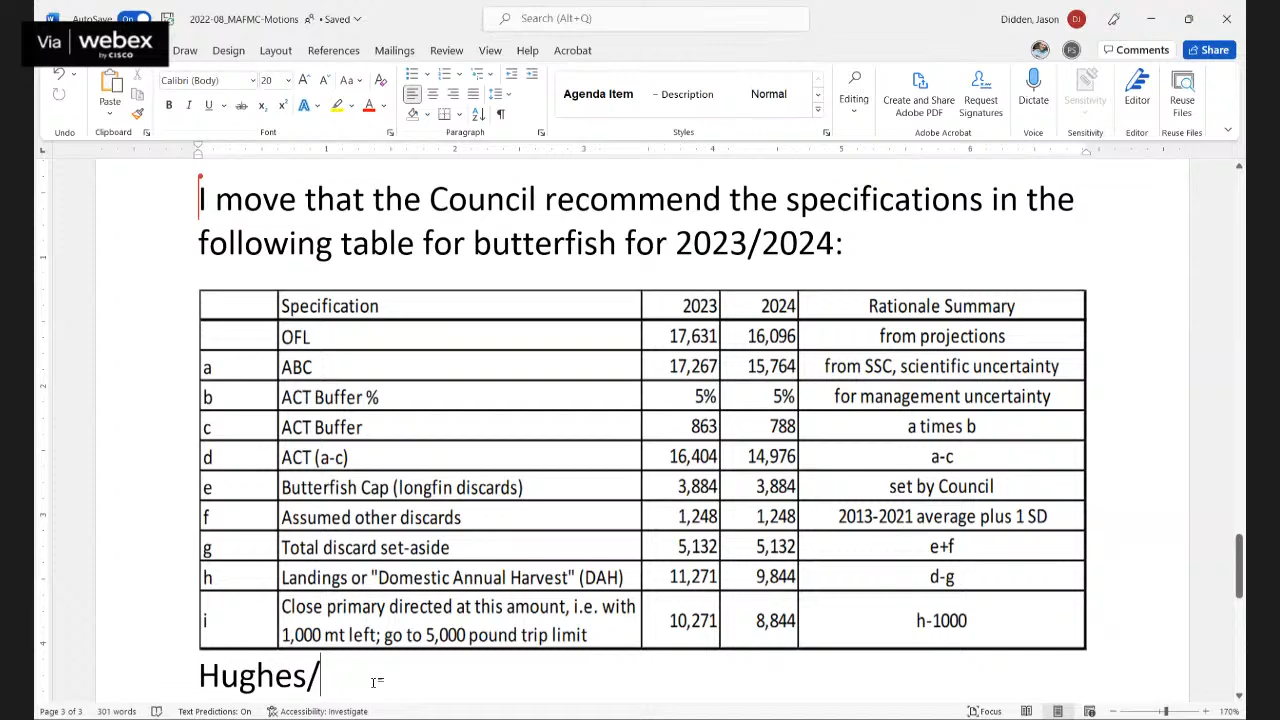 AutoSave On 2022-08_MAFMC-Motions • Saved Search (Alt+Q) Didden, Jason DJ
Via webex by CISCO
Draw Design Layout References Mailings Review View Help Acrobat PS Comments Share
Calibri (Body) 20
Paste
Agenda Item
~ Description
Normal
Editing
Create and Share Adobe PDF
Request Signatures
Dictate
Sensitivity
Editor
Reuse Files
Undo Clipboard Font Paragraph Styles Adobe Acrobat Voice Sensitivity Editor Reuse Files
I move that the Council recommend the specifications in the
following table for butterfish for 2023/2024:
Specification 2023 2024 Rationale Summary
OFL 17,631 16,096 from projections
a ABC 17,267 15,764 from SSC, scientific uncertainty
b ACT Buffer % 5% 5% for management uncertainty
c ACT Buffer 863 788 a times b
d ACT (a-c) 16,404 14,976 a-c
e Butterfish Cap (longfin discards) 3,884 3,884 set by Council
f Assumed other discards 1,248 1,248 2013-2021 average plus 1 SD
g Total discard set-aside 5,132 5,132 e+f
h Landings or "Domestic Annual Harvest" (DAH) 11,271 9,844 d-g
i Close primary directed at this amount, i.e. with
1,000 mt left; go to 5,000 pound trip limit 10,271 8,844 h-1000
Hughes/
Page 3 of 3 301 words Text Predictions: On Accessibility: Investigate Focus 170%